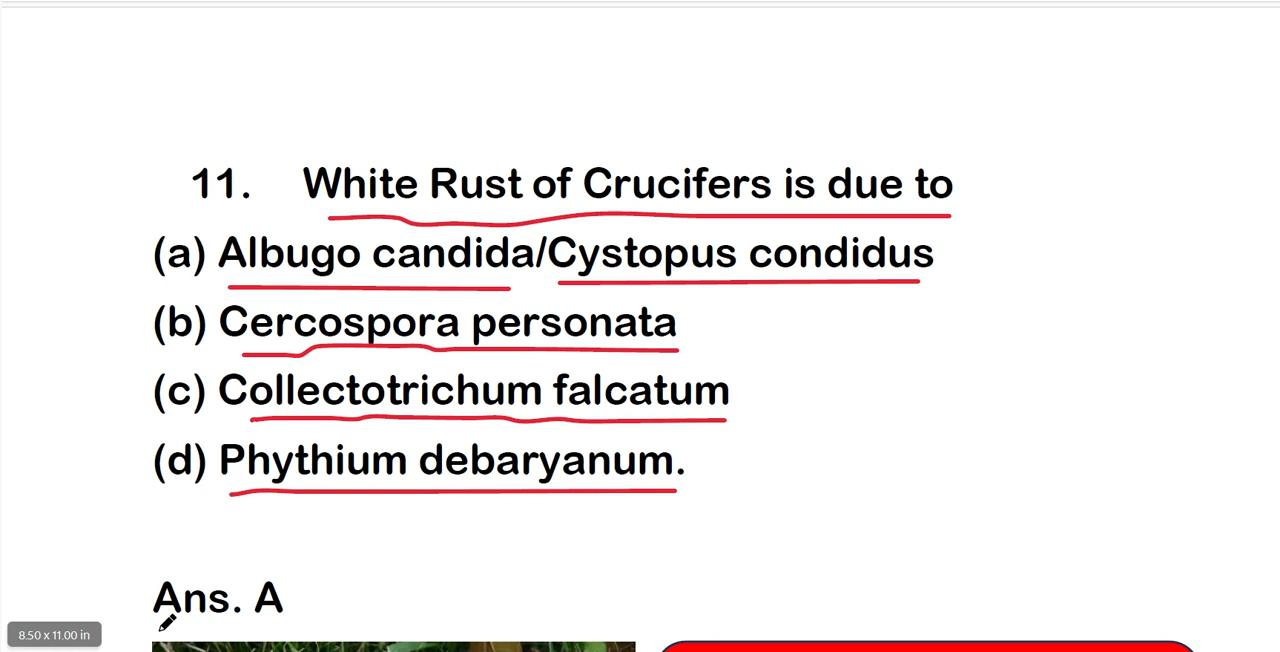 11. White Rust of Crucifers is due to
(a) Albugo candida/Cystopus condidus
(b) Cercospora personata
(c) Collectotrichum falcatum
(d) Phythium debaryanum.
Ans. A
8.50 x 11.00 in